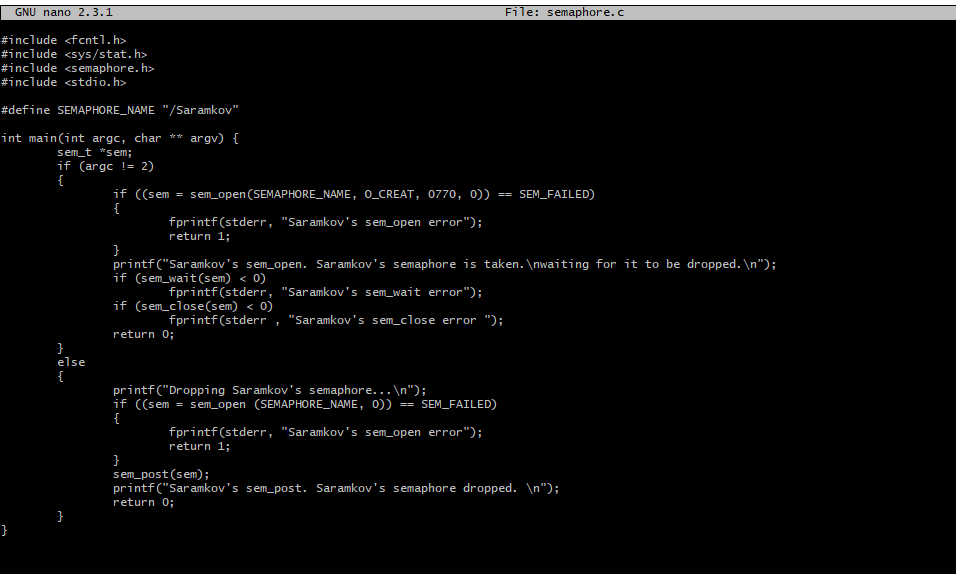 GNU nano 2.3.1 File: semaphore.c
#include <fcntl.h>
#include <sys/stat.h>
#include <semaphore.h>
#include <stdio.h>
#define SEMAPHORE_NAME "/Saramkov"
int main(int argc, char ** argv) {
sem_t *sem;
if (argc != 2)
{
if ((sem = sem_open(SEMAPHORE_NAME, O_CREAT, 0770, 0)) == SEM_FAILED)
{
fprintf(stderr, "Saramkov's sem_open error");
return 1;
}
printf("Saramkov's sem_open. Saramkov's semaphore is taken.\nwaiting for it to be dropped.\n");
if (sem_wait(sem) < 0)
fprintf(stderr, "Saramkov's sem_wait error");
if (sem_close(sem) < 0)
fprintf(stderr , "Saramkov's sem_close error ");
return 0;
}
else
{
printf("Dropping Saramkov's semaphore...\n");
if ((sem = sem_open (SEMAPHORE_NAME, 0)) == SEM_FAILED)
{
fprintf(stderr, "Saramkov's sem_open error");
return 1;
}
sem_post(sem);
printf("Saramkov's sem_post. Saramkov's semaphore dropped. \n");
return 0;
}
}